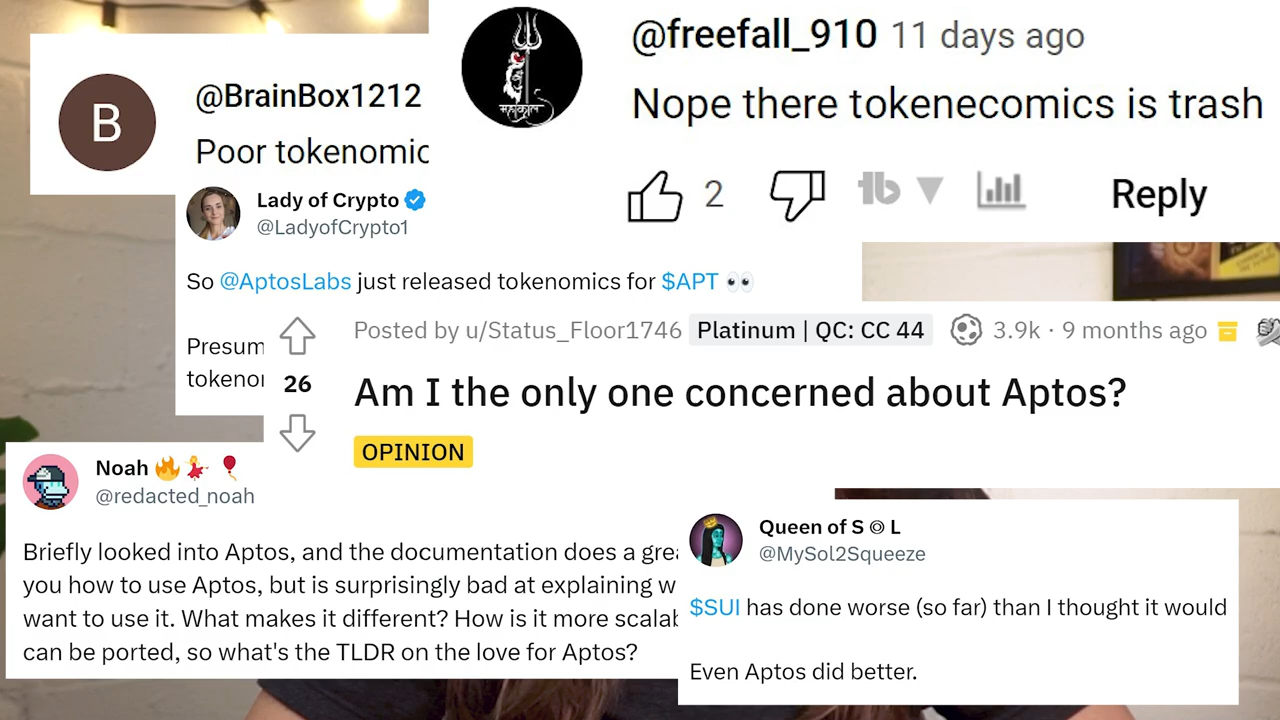 B
@BrainBox1212
Poor tokenomic
@freefall_910 11 days ago
Nope there tokenecomics is trash
2
Reply
महाकाल
Lady of Crypto
@LadyofCrypto1
So @AptosLabs just released tokenomics for $APT 👀
Presum
tokenor
Posted by u/Status_Floor1746 Platinum | QC: CC 44 3.9k · 9 months ago
26
Am I the only one concerned about Aptos?
OPINION
Noah 🔥💃🎈
@redacted_noah
Briefly looked into Aptos, and the documentation does a grea
you how to use Aptos, but is surprisingly bad at explaining w
want to use it. What makes it different? How is it more scalab
can be ported, so what's the TLDR on the love for Aptos?
Queen of S ◎ L
@MySol2Squeeze
$SUI has done worse (so far) than I thought it would
Even Aptos did better.